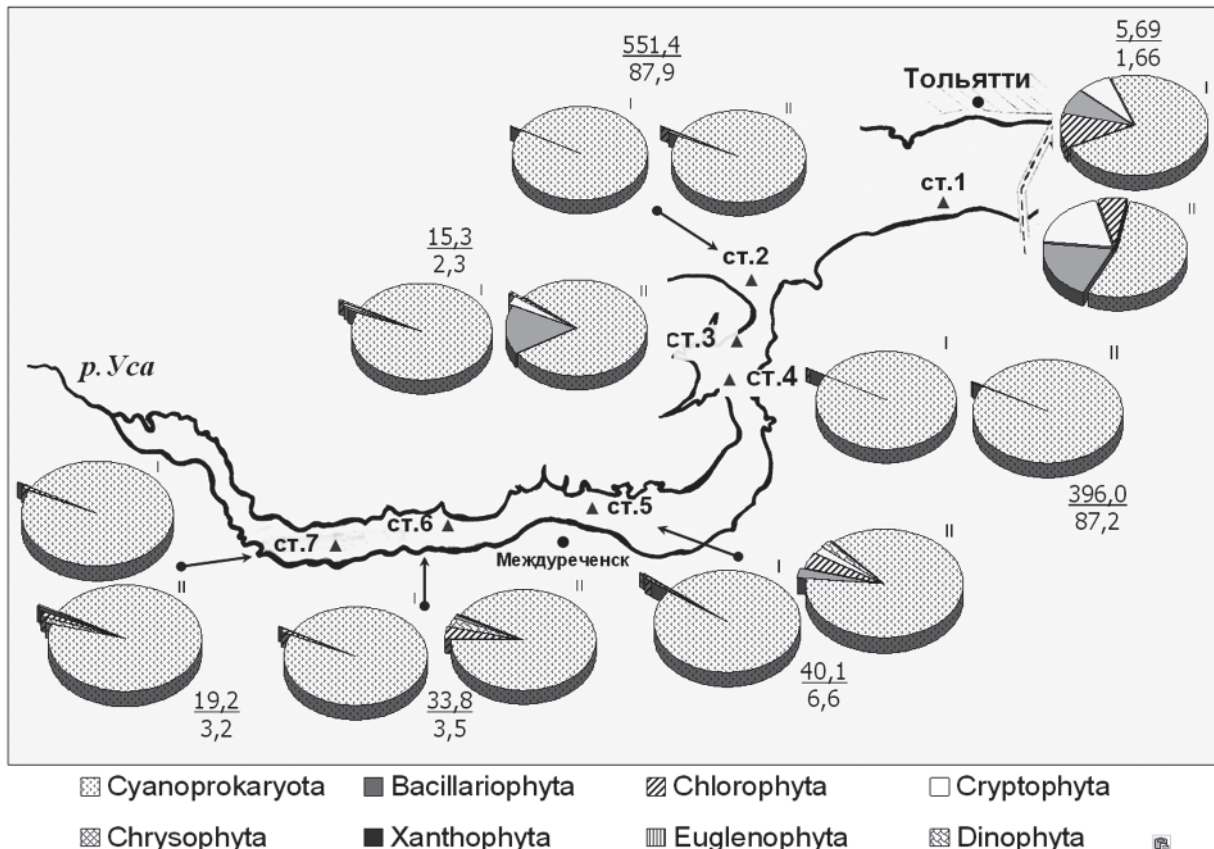 551,4
87,9
5,69
1,66
Тольятти
I
II
I
ст.1
II
15,3
2,3
ст.2
I
II
ст.3
р. Уса
ст.4
I
II
396,0
87,2
I
ст.5
ст.6
ст.7
Междуреченск
I
II
II
I
II
40,1
6,6
19,2
3,2
33,8
3,5
Cyanoprokaryota Bacillariophyta Chlorophyta Cryptophyta
Chrysophyta Xanthophyta Euglenophyta Dinophyta